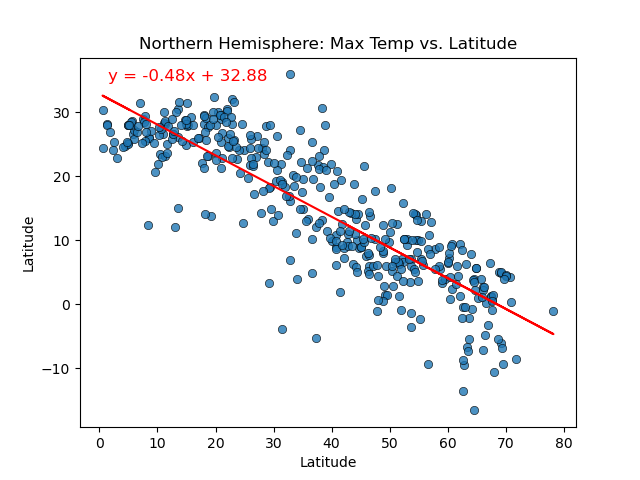 Northern Hemisphere: Max Temp vs. Latitude
y = -0.48x + 32.88
30
20
10
0
−10
Latitude
0 10 20 30 40 50 60 70 80
Latitude